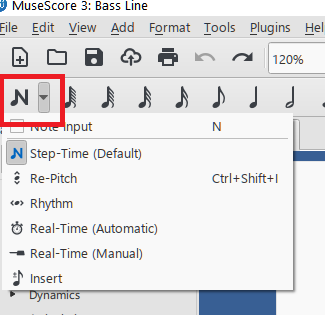 MuseScore 3: Bass Line
File Edit View Add Format Tools Plugins
120%
Note Input N
Step-Time (Default)
Re-Pitch Ctrl+Shift+I
Rhythm
Real-Time (Automatic)
Real-Time (Manual)
Insert
Dynamics